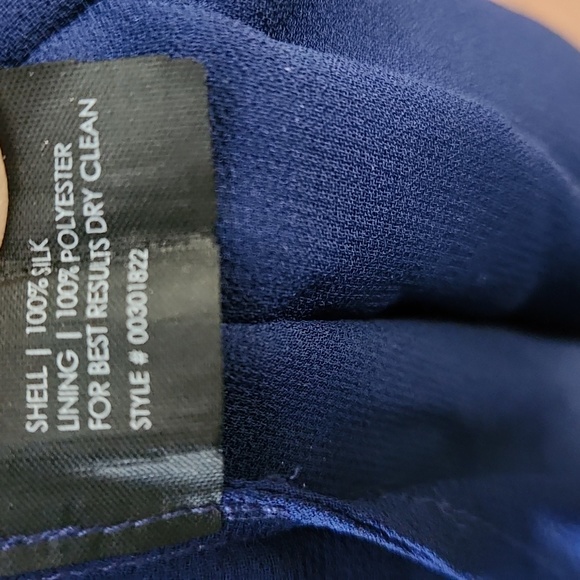 SHELL | 100% SILK
LINING | 100% POLYESTER
FOR BEST RESULTS DRY CLEAN
STYLE # 00301822